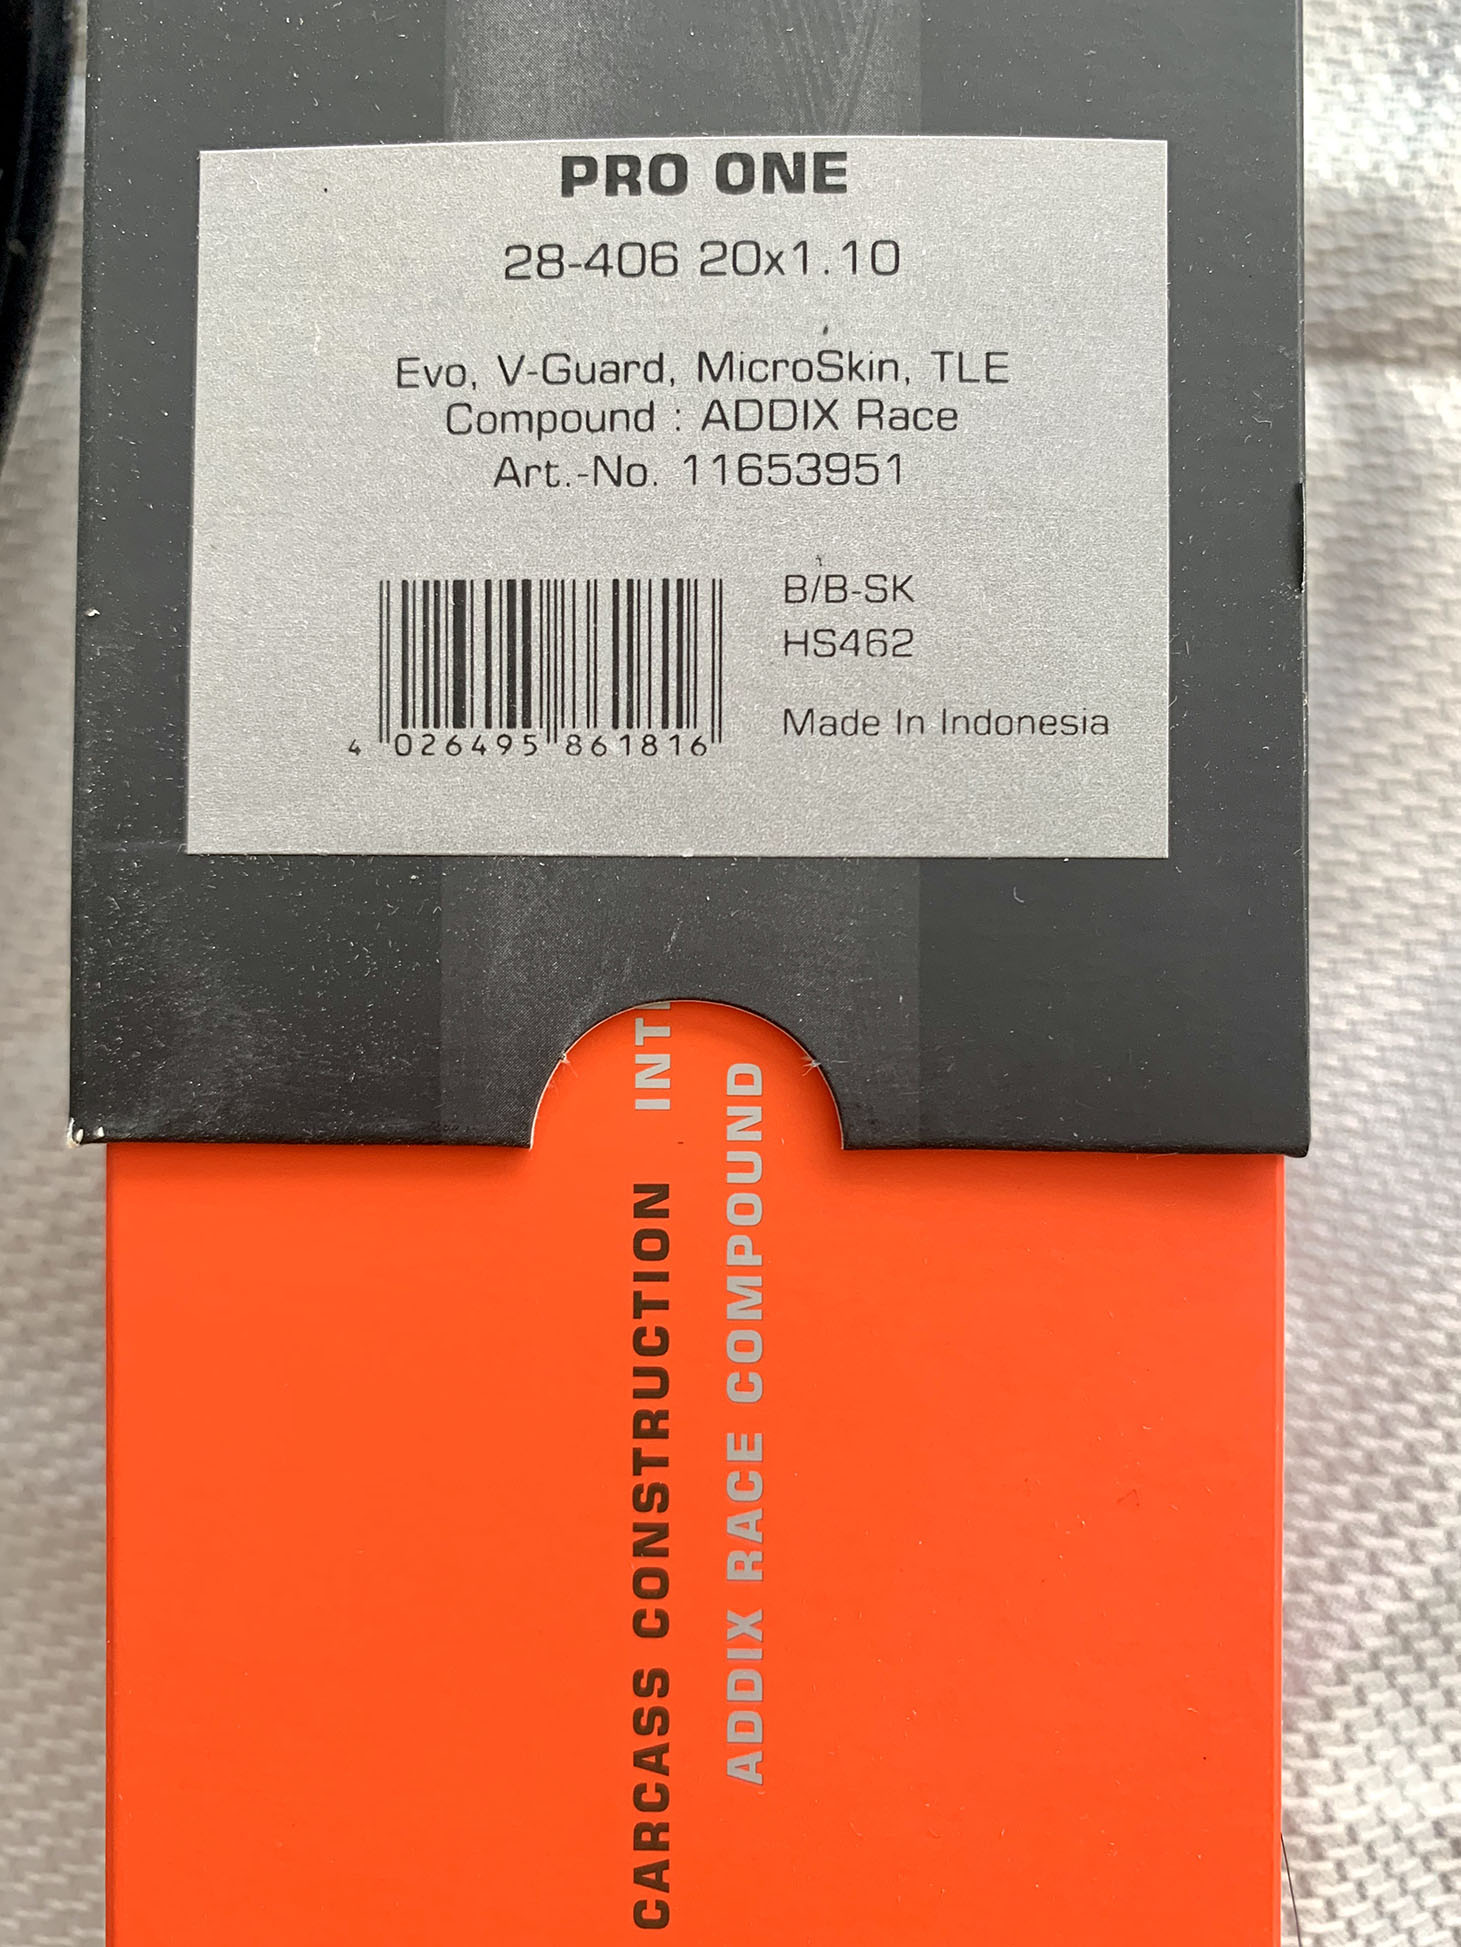 PRO ONE
28-406 20x1.10
Evo, V-Guard, MicroSkin, TLE
Compound : ADDIX Race
Art.-No. 11653951
B/B-SK
HS462
Made In Indonesia
4 026495 861816
CARCASS CONSTRUCTION
ADDIX RACE COMPOUND